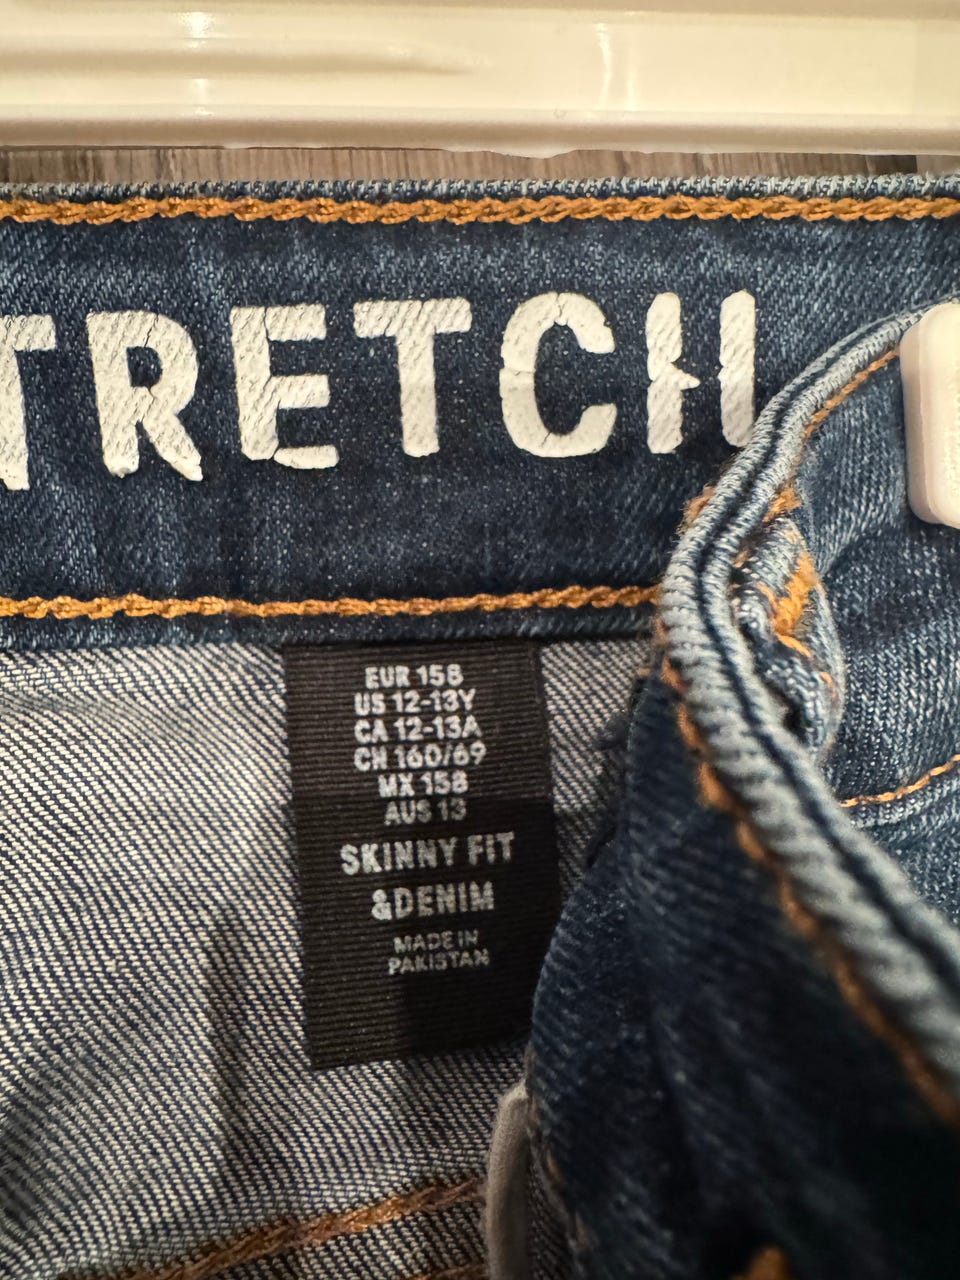 TRETCH
EUR 158
US 12-13Y
CA 12-13A
CN 160/69
MX 158
AUS 13
SKINNY FIT
&DENIM
MADE IN
PAKISTAN